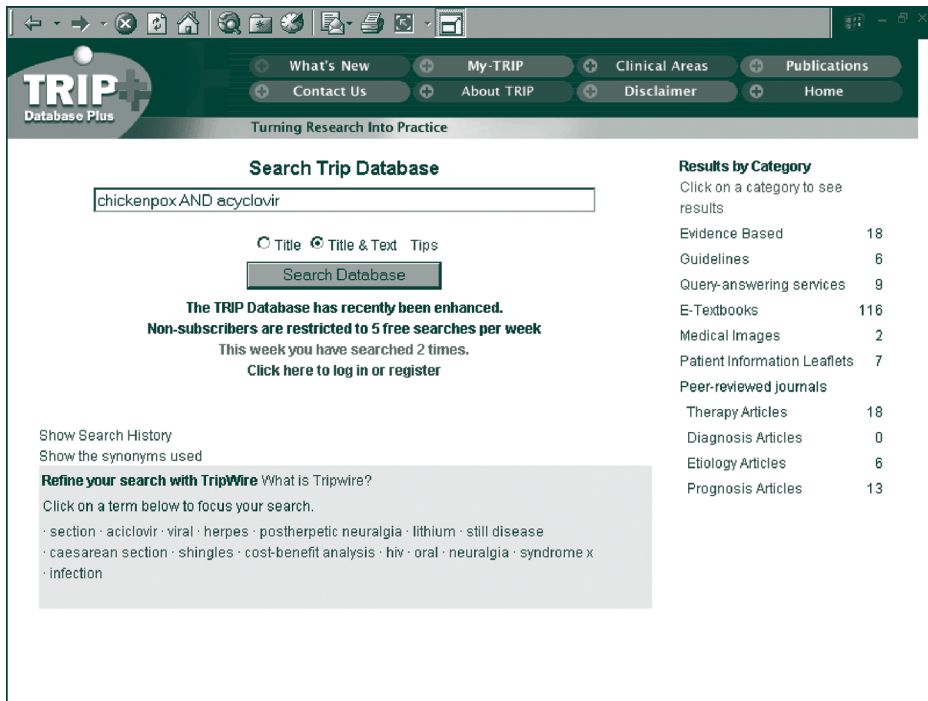 What's New
My-TRIP
Clinical Areas
Publications
TRIP
Database Plus
Contact Us
About TRIP
Disclaimer
Home
Turning Research Into Practice
Search Trip Database
chickenpox AND acyclovir
Title Title & Text Tips
Search Database
The TRIP Database has recently been enhanced.
Non-subscribers are restricted to 5 free searches per week
This week you have searched 2 times.
Click here to log in or register
Show Search History
Show the synonyms used
Refine your search with TripWire What is Tripwire?
Click on a term below to focus your search.
· section · aciclovir · viral · herpes · postherpetic neuralgia · lithium · still disease
· caesarean section · shingles · cost-benefit analysis · hiv · oral · neuralgia · syndrome x
· infection
Results by Category
Click on a category to see
results
Evidence Based 18
Guidelines 6
Query-answering services 9
E-Textbooks 116
Medical Images 2
Patient Information Leaflets 7
Peer-reviewed journals
Therapy Articles 18
Diagnosis Articles 0
Etiology Articles 6
Prognosis Articles 13